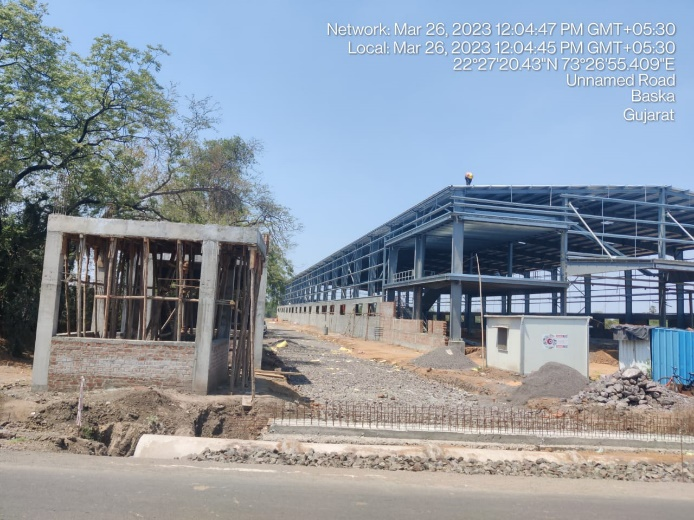 Network: Mar 26, 2023 12:04:47 PM GMT+05:30
Local: Mar 26, 2023 12:04:45 PM GMT+05:30
22°27'20.43"N 73°26'55.409"E
Unnamed Road
Baska
Gujarat